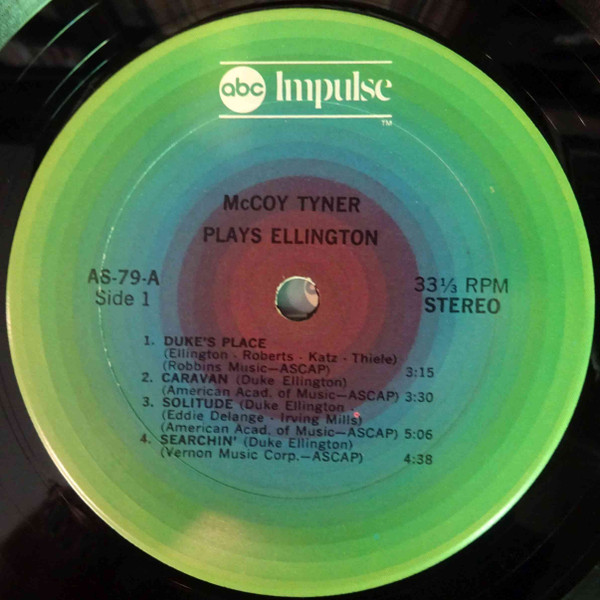 abc Impulse
TM
McCOY TYNER
PLAYS ELLINGTON
AS-79-A
Side 1
33⅓ RPM
STEREO
1. DUKE'S PLACE
(Ellington - Roberts - Katz - Thiele)
(Robbins Music—ASCAP) 3:15
2. CARAVAN (Duke Ellington)
(American Acad. of Music—ASCAP) 3:30
3. SOLITUDE (Duke Ellington -
(Eddie Delange - Irving Mills)
(American Acad. of Music—ASCAP) 5:06
4. SEARCHIN' (Duke Ellington)
(Vernon Music Corp.—ASCAP) 4:38